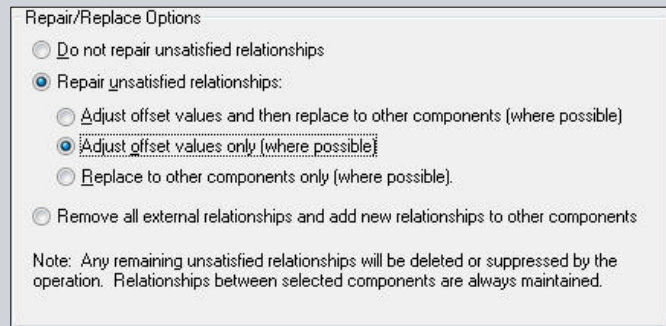 Repair/Replace Options
Do not repair unsatisfied relationships
Repair unsatisfied relationships:
Adjust offset values and then replace to other components (where possible)
Adjust offset values only (where possible)
Replace to other components only (where possible).
Remove all external relationships and add new relationships to other components
Note: Any remaining unsatisfied relationships will be deleted or suppressed by the
operation. Relationships between selected components are always maintained.